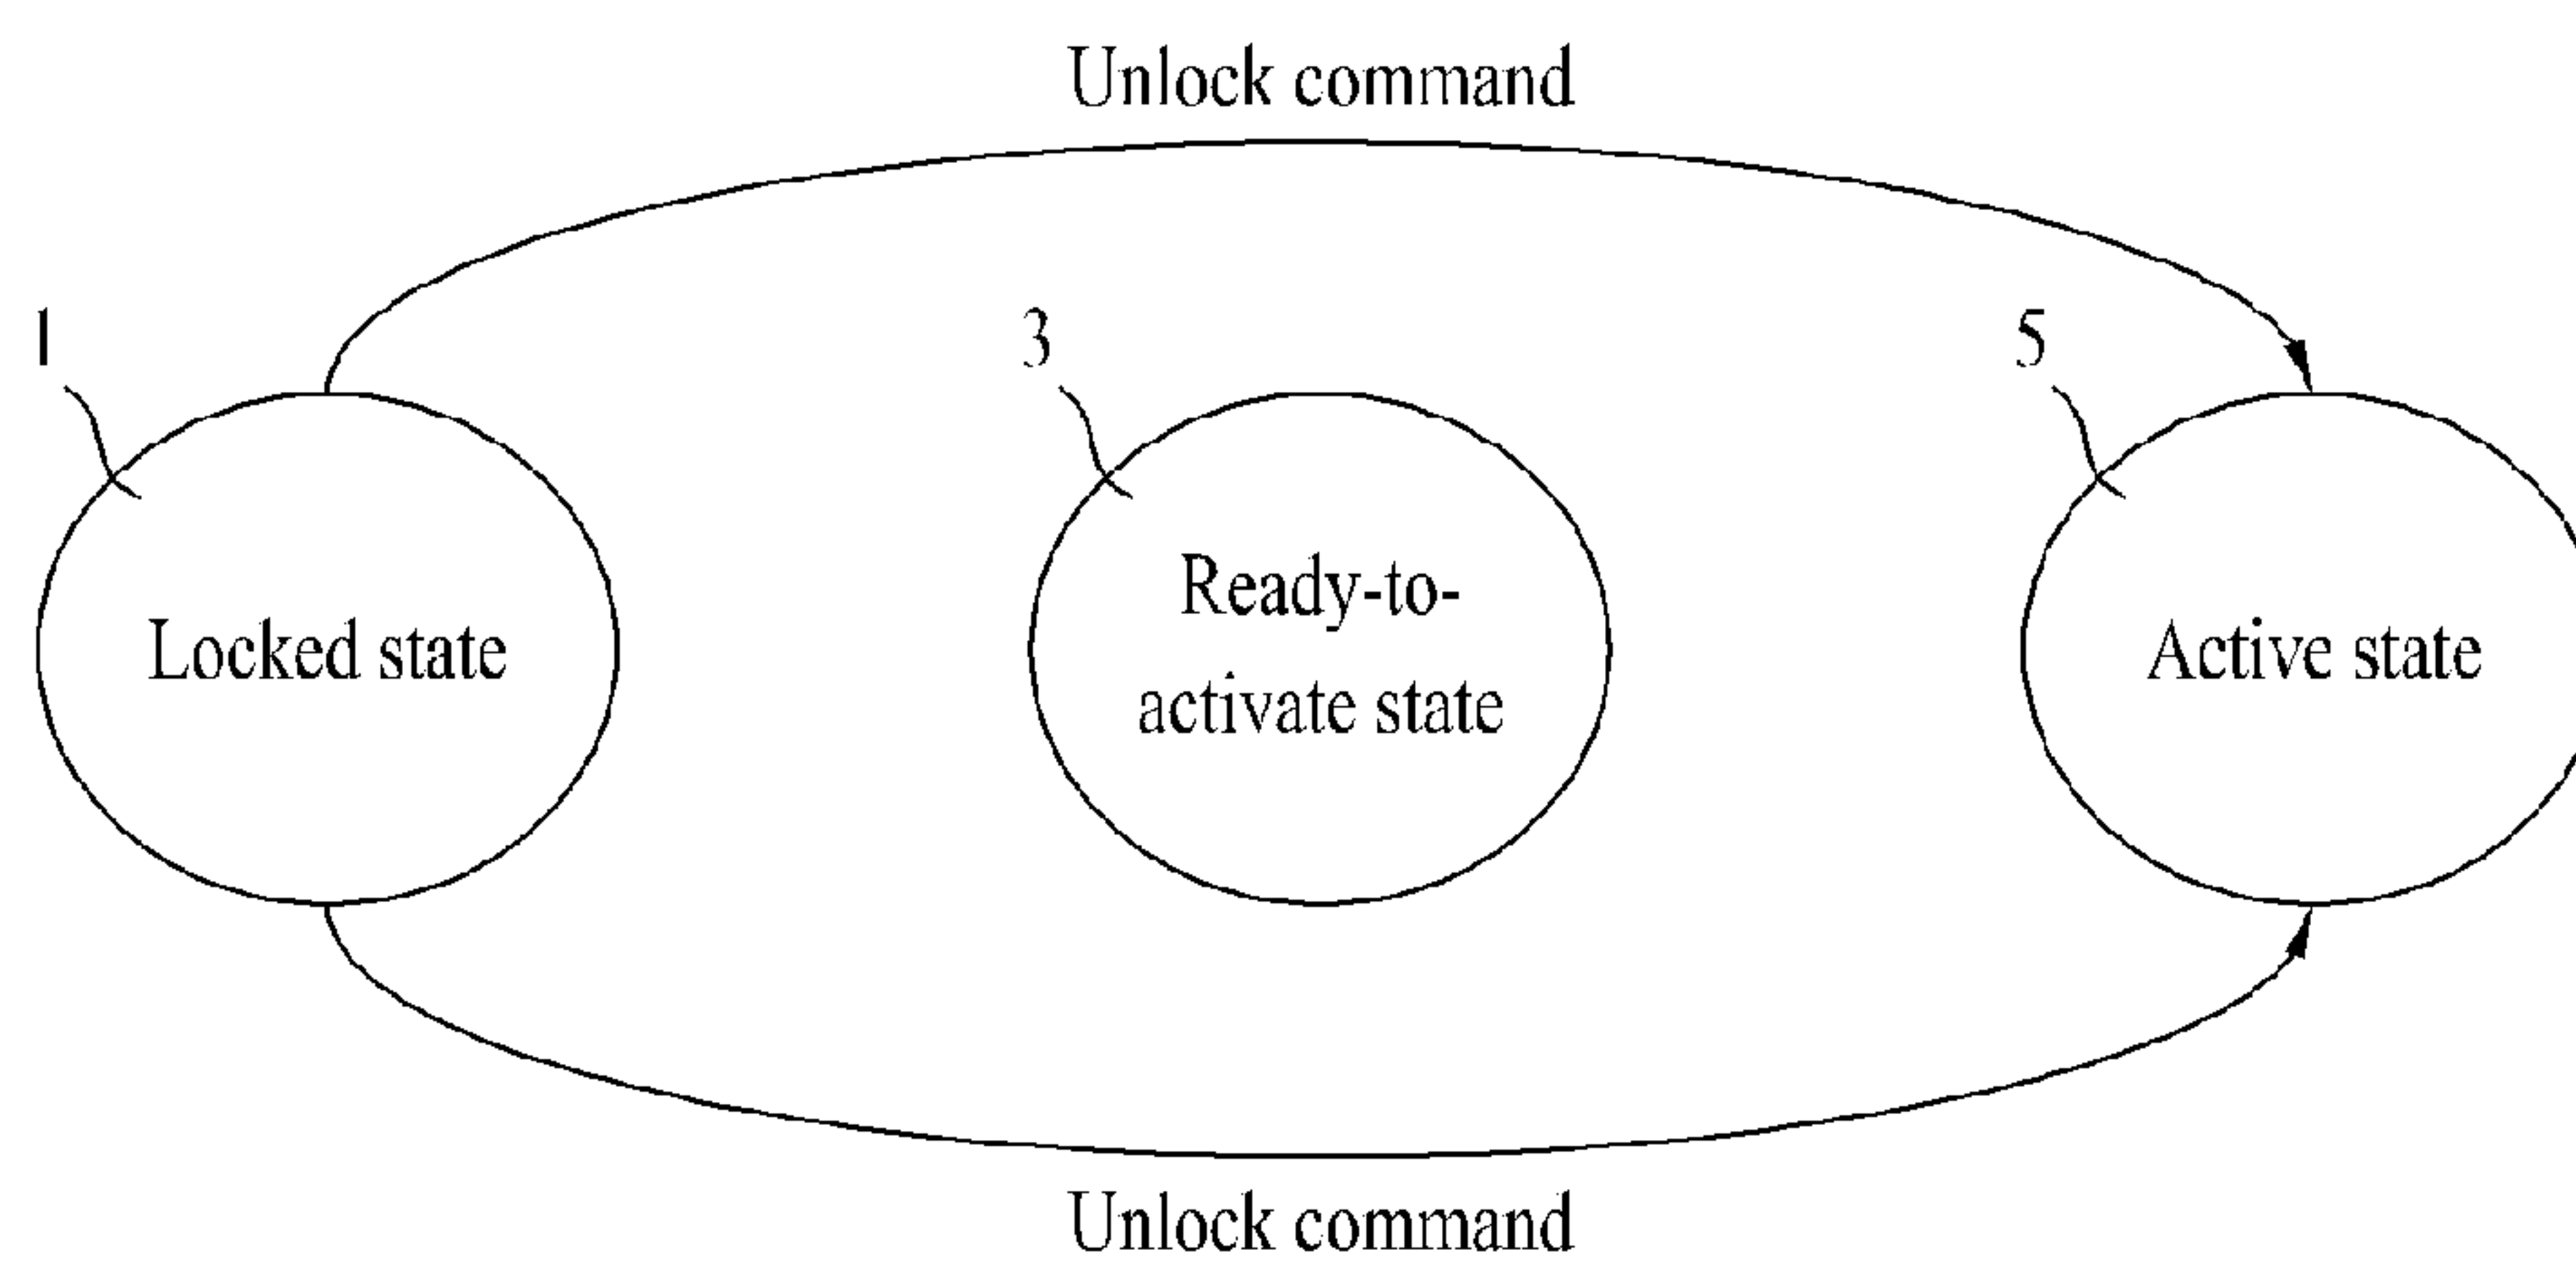 Unlock command
1
3
5
Locked state
Ready-to-
activate state
Active state
Unlock command